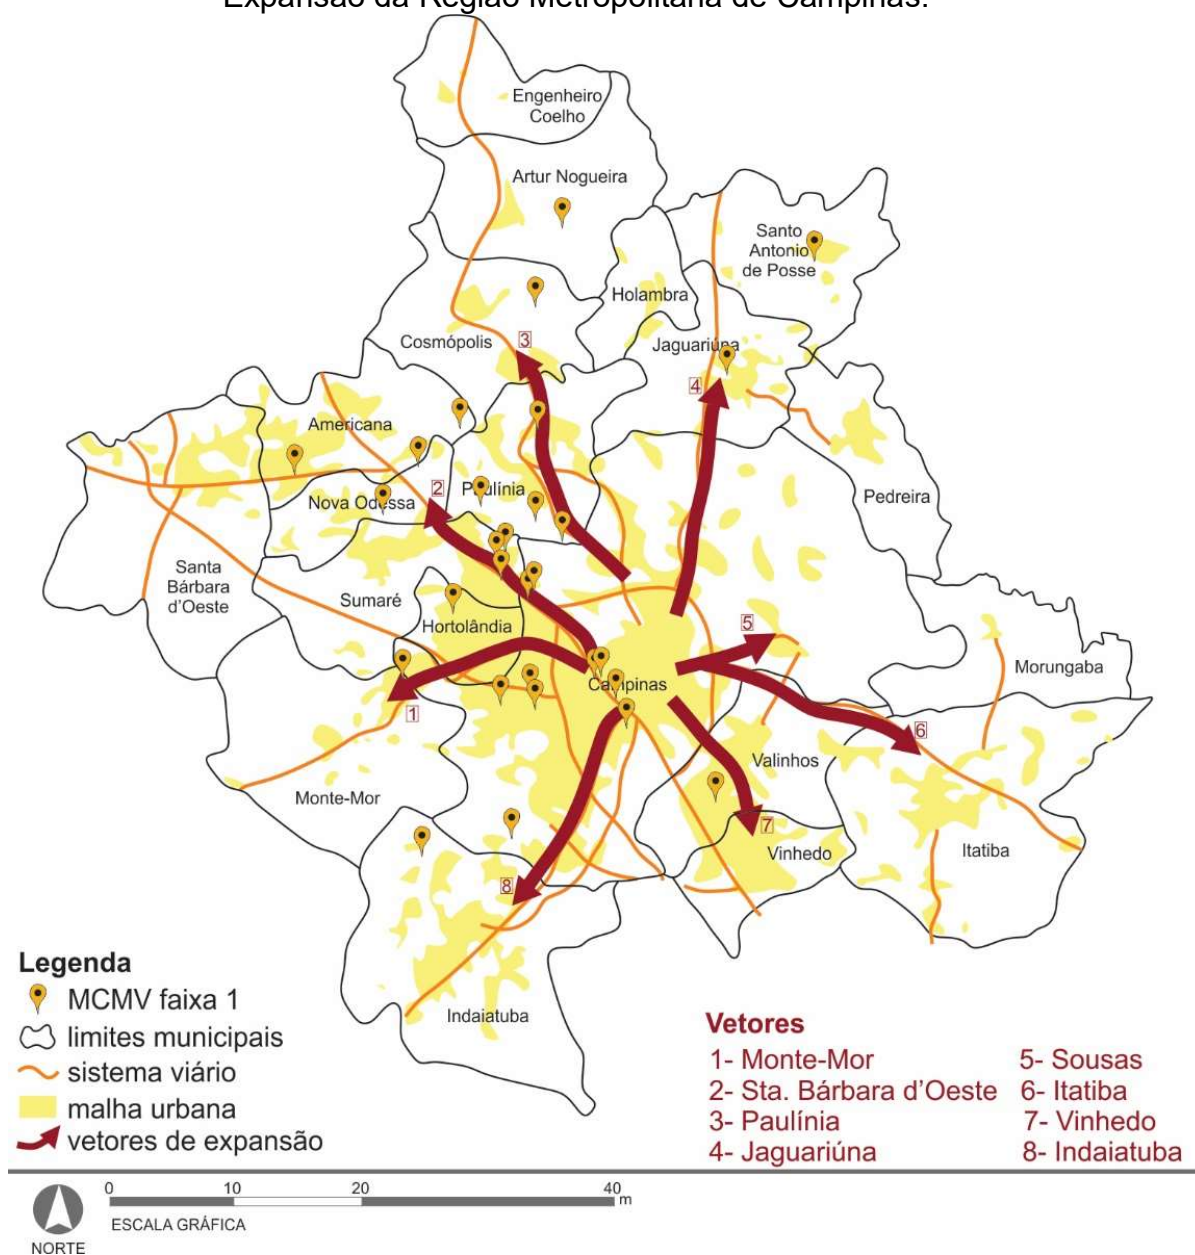 Expansão da Região Metropolitana de Campinas.
Engenheiro
Coelho
Artur Nogueira
Santo
Antonio
de Posse
Holambra
Cosmópolis
3
Jaguariúna
4
Americana
2
Paulínia
Nova Odessa
Pedreira
Santa
Bárbara
d'Oeste
Sumaré
Hortolândia
5
Morungaba
Campinas
1
6
Valinhos
Monte-Mor
7
Vinhedo
Itatiba
8
Indaiatuba
Legenda
MCMV faixa 1
limites municipais
sistema viário
malha urbana
vetores de expansão
Vetores
1- Monte-Mor
2- Sta. Bárbara d'Oeste
3- Paulínia
4- Jaguariúna
5- Sousas
6- Itatiba
7- Vinhedo
8- Indaiatuba
0 10 20 40 m
ESCALA GRÁFICA
NORTE